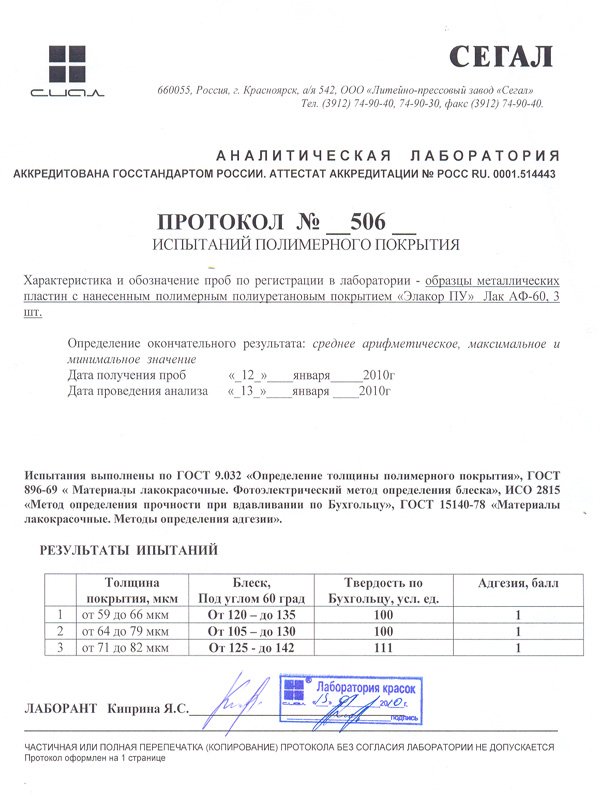 СЕГАЛ
СИАЛ
660055, Россия, г. Красноярск, а/я 542, ООО «Литейно-прессовый завод «Сегал»
Тел. (3912) 74-90-40, 74-90-30, факс (3912) 74-90-40.
АНАЛИТИЧЕСКАЯ ЛАБОРАТОРИЯ
АККРЕДИТОВАНА ГОССТАНДАРТОМ РОССИИ. АТТЕСТАТ АККРЕДИТАЦИИ № РОСС RU. 0001.514443
ПРОТОКОЛ № __506 __
ИСПЫТАНИЙ ПОЛИМЕРНОГО ПОКРЫТИЯ
Характеристика и обозначение проб по регистрации в лаборатории - образцы металлических
пластин с нанесенным полимерным полиуретановым покрытием «Элакор ПУ» Лак АФ-60, 3
шт.
Определение окончательного результата: среднее арифметическое, максимальное и
минимальное значение
Дата получения проб «_12_»____января_____2010г
Дата проведения анализа «_13_»____января ____2010г
Испытания выполнены по ГОСТ 9.032 «Определение толщины полимерного покрытия», ГОСТ
896-69 « Материалы лакокрасочные. Фотоэлектрический метод определения блеска», ИСО 2815
«Метод определения прочности при вдавливании по Бухгольцу», ГОСТ 15140-78 «Материалы
лакокрасочные. Методы определения адгезии».
РЕЗУЛЬТАТЫ ИПЫТАНИЙ
Толщина покрытия, мкм Блеск, Под углом 60 град Твердость по Бухгольцу, усл. ед. Адгезия, балл
1 от 59 до 66 мкм От 120 – до 135 100 1
2 от 64 до 79 мкм От 105 – до 130 100 1
3 от 71 до 82 мкм От 125 - до 142 111 1
Лаборатория красок
2010 г.
подпись
ЛАБОРАНТ Киприна Я.С.
ЧАСТИЧНАЯ ИЛИ ПОЛНАЯ ПЕРЕПЕЧАТКА (КОПИРОВАНИЕ) ПРОТОКОЛА БЕЗ СОГЛАСИЯ ЛАБОРАТОРИИ НЕ ДОПУСКАЕТСЯ
Протокол оформлен на 1 странице